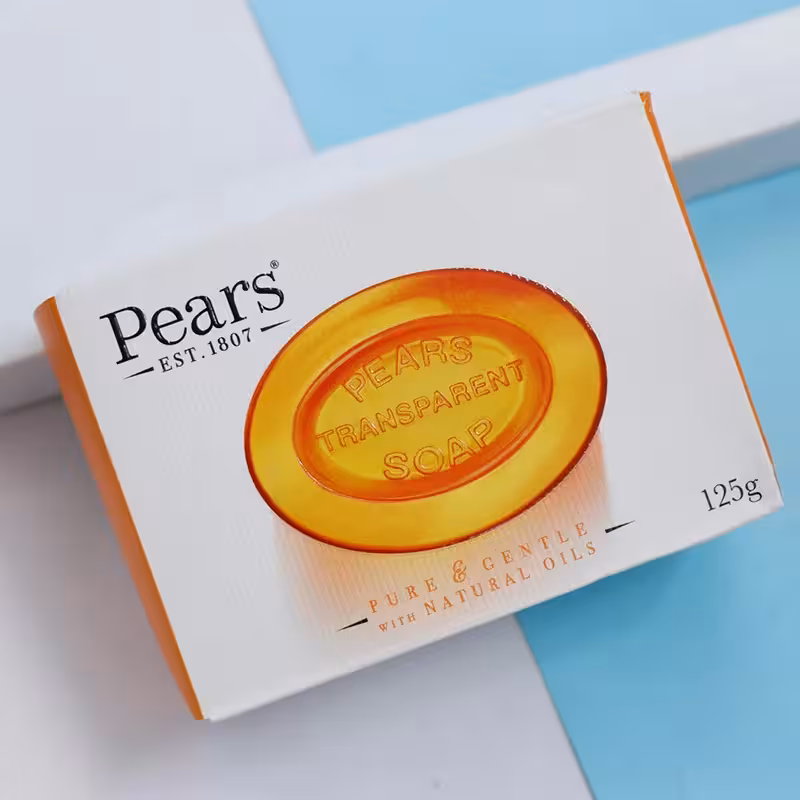 Pears®
EST. 1807
PEARS
TRANSPARENT
SOAP
125g
PURE & GENTLE
WITH NATURAL OILS